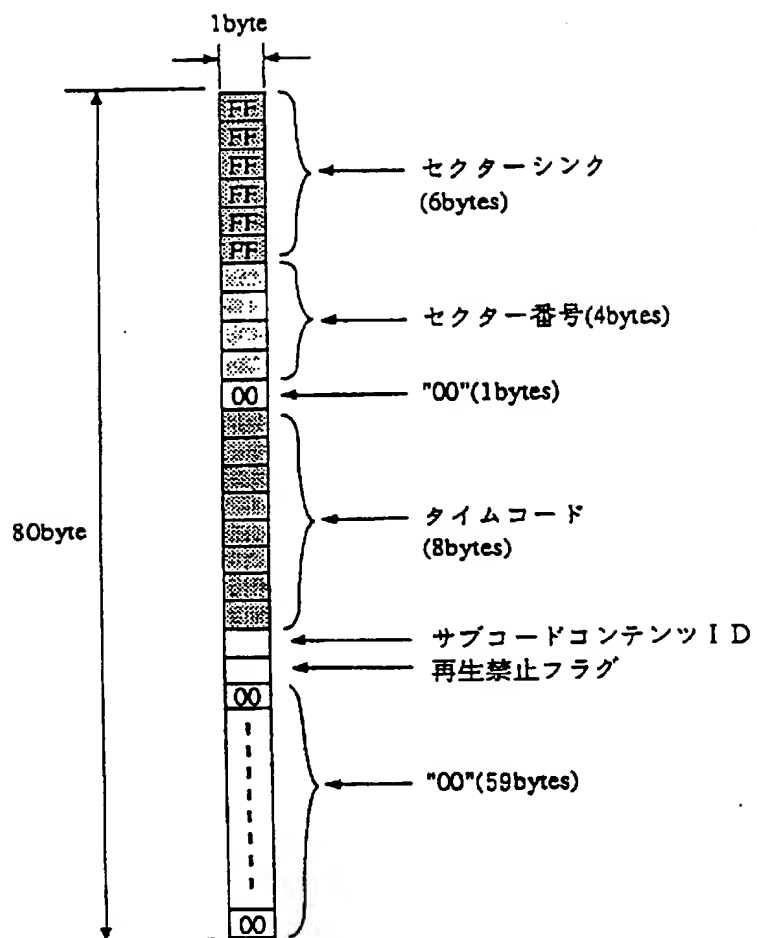 1byte
FF
FF
FF
FF
FF
FF
セクターシンク
(6bytes)
セクター番号(4bytes)
00
"00"(1bytes)
80byte
タイムコード
(8bytes)
サブコードコンテンツID
再生禁止フラグ
00
"00"(59bytes)
00